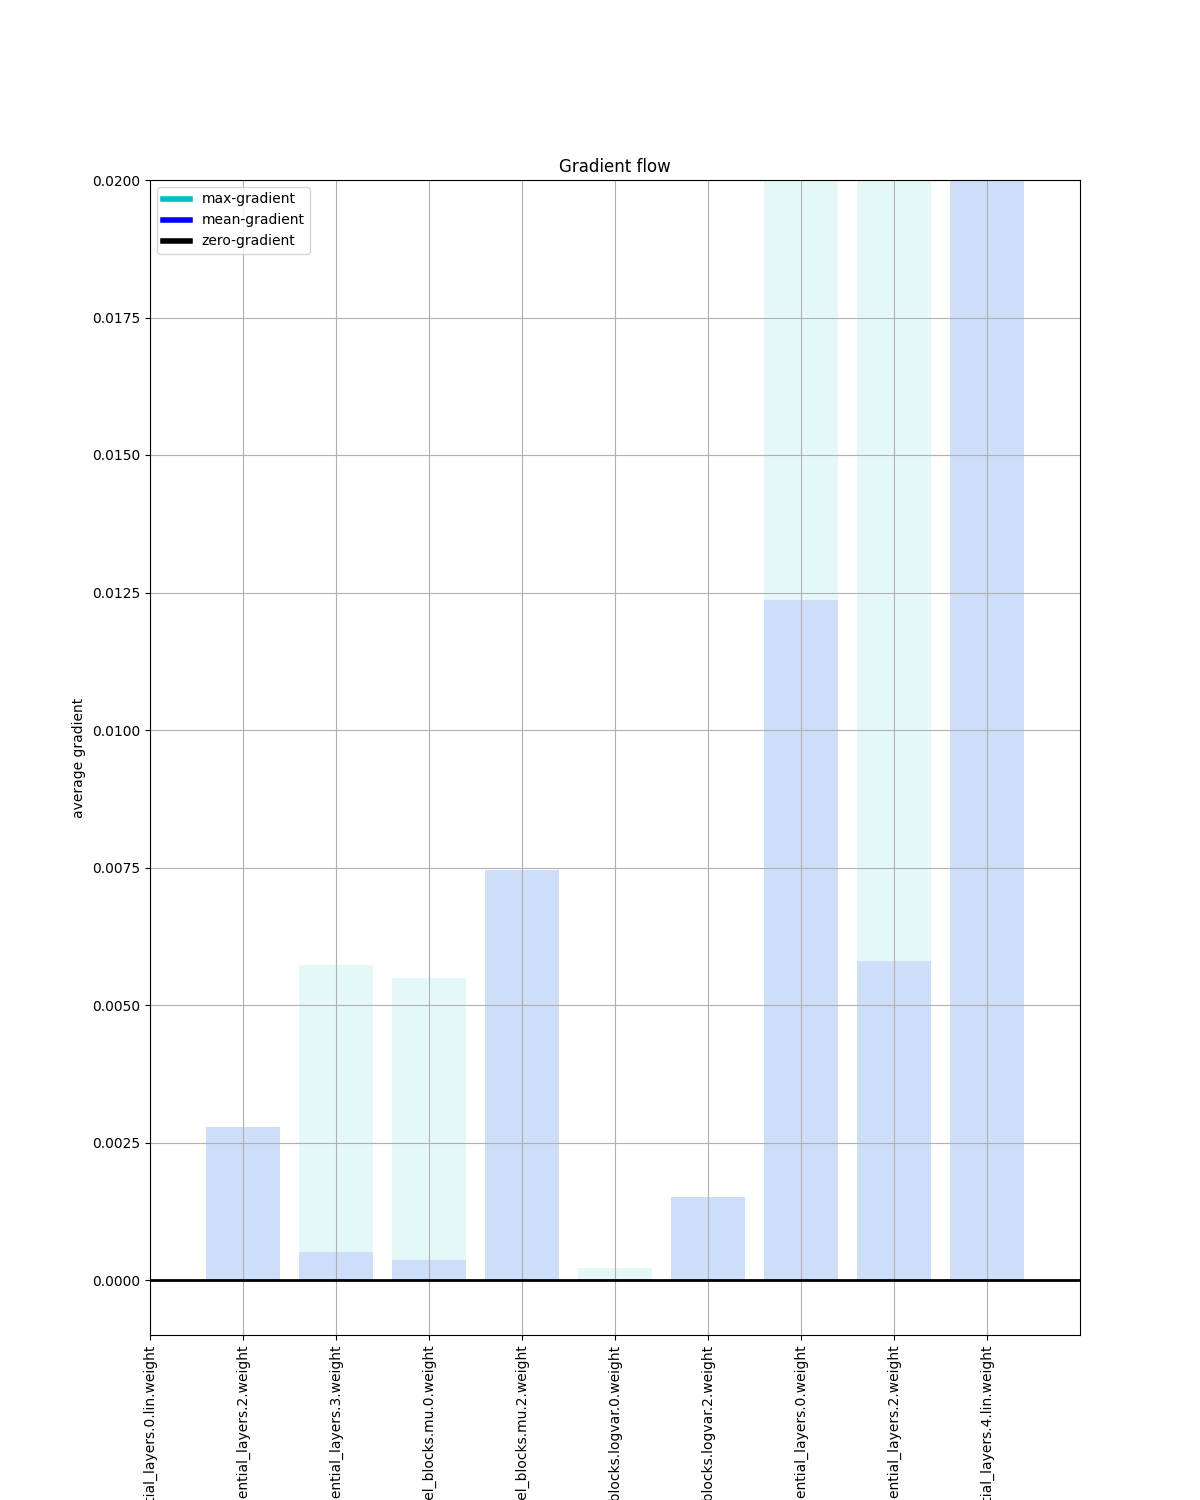 Gradient flow
max-gradient
mean-gradient
zero-gradient
0.0200
0.0175
0.0150
0.0125
0.0100
0.0075
0.0050
0.0025
0.0000
average gradient
tial_layers.0.lin.weight
ential_layers.2.weight
ential_layers.3.weight
el_blocks.mu.0.weight
el_blocks.mu.2.weight
blocks.logvar.0.weight
blocks.logvar.2.weight
ential_layers.0.weight
ential_layers.2.weight
tial_layers.4.lin.weight